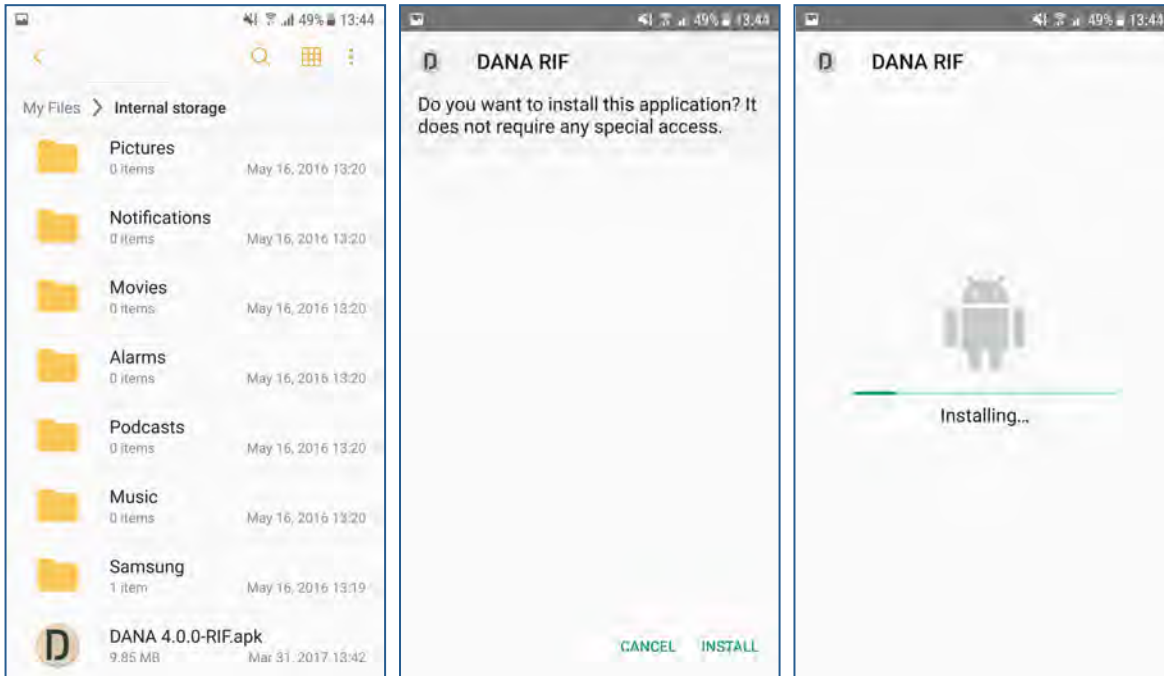 49% 13:44
My Files > Internal storage
Pictures
0 items May 16, 2016 13:20
Notifications
0 items May 16, 2016 13:20
Movies
0 items May 16, 2016 13:20
Alarms
0 items May 16, 2016 13:20
Podcasts
0 items May 16, 2016 13:20
Music
0 items May 16, 2016 13:20
Samsung
1 item May 16, 2016 13:19
D
DANA 4.0.0-RIF.apk
9.85 MB Mar 31, 2017 13:42
49% 13:44
D DANA RIF
Do you want to install this application? It
does not require any special access.
CANCEL INSTALL
49% 13:44
D DANA RIF
Installing...